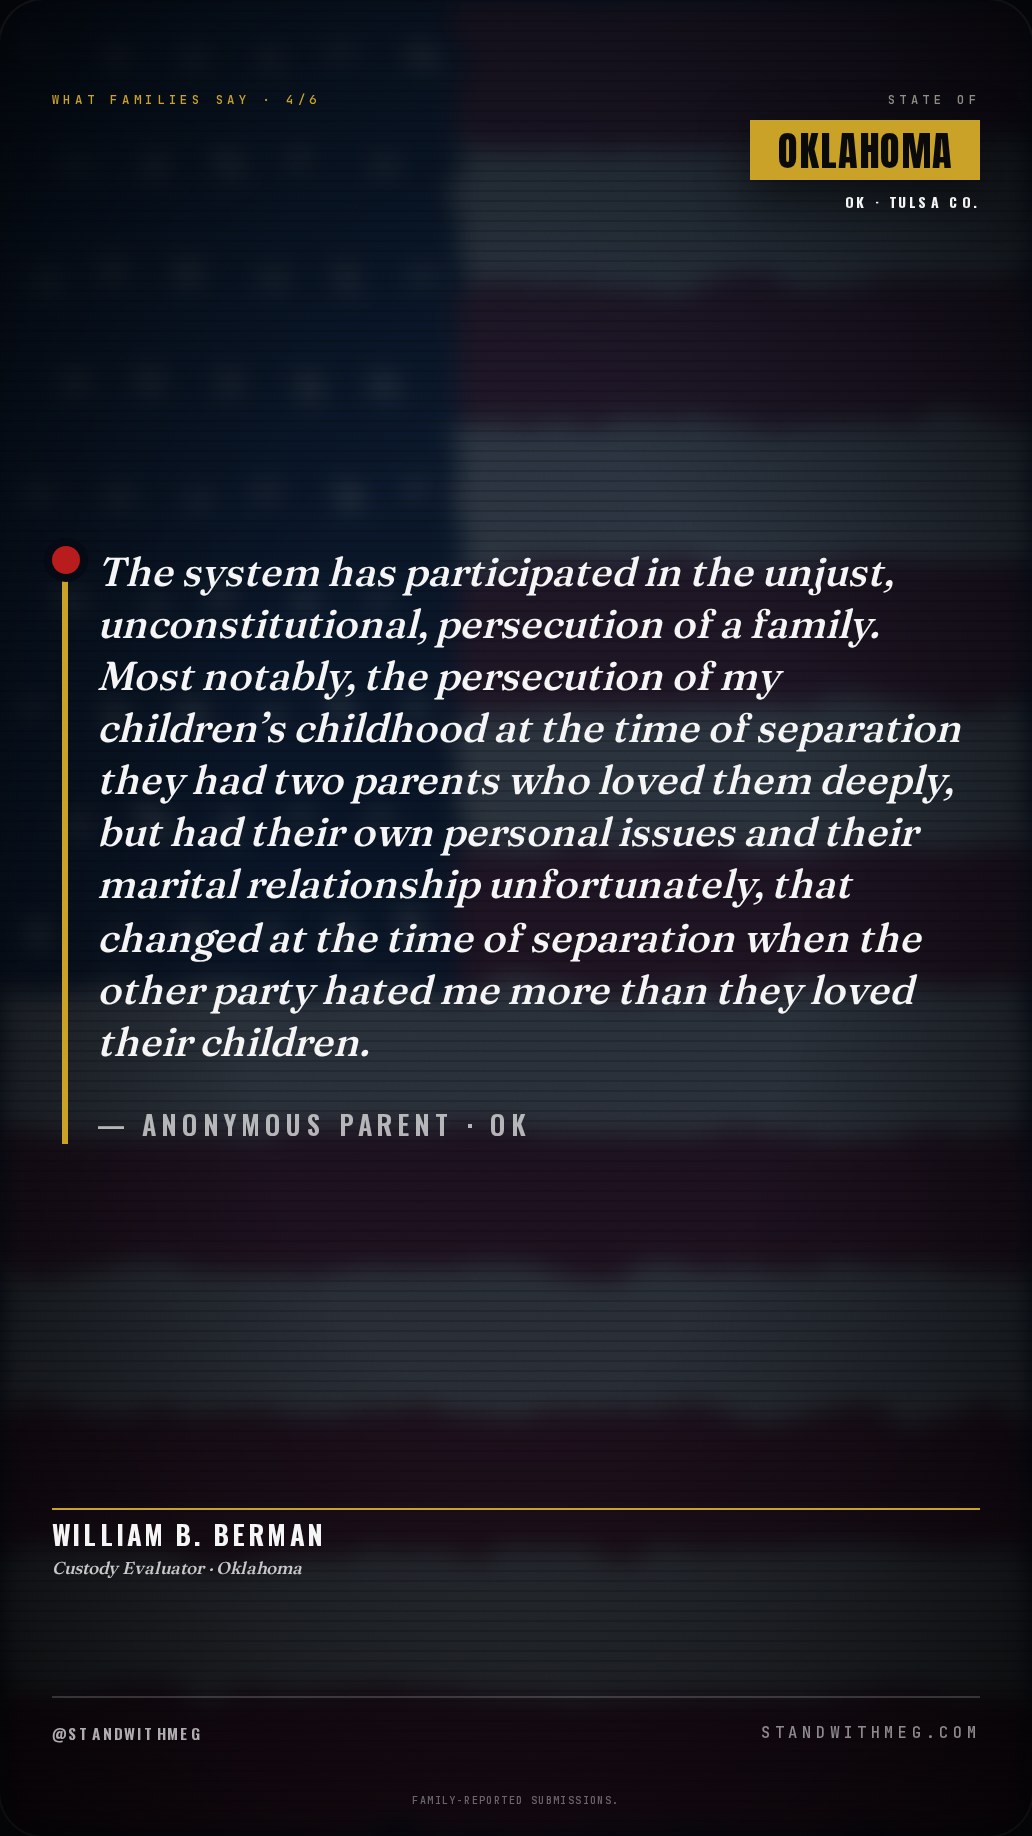 WHAT FAMILIES SAY · 4/6
STATE OF
OKLAHOMA
OK · TULSA CO.
The system has participated in the unjust,
unconstitutional, persecution of a family.
Most notably, the persecution of my
children’s childhood at the time of separation
they had two parents who loved them deeply,
but had their own personal issues and their
marital relationship unfortunately, that
changed at the time of separation when the
other party hated me more than they loved
their children.
— ANONYMOUS PARENT · OK
WILLIAM B. BERMAN
Custody Evaluator · Oklahoma
@STANDWITHMEG
STANDWITHMEG.COM
FAMILY-REPORTED SUBMISSIONS.